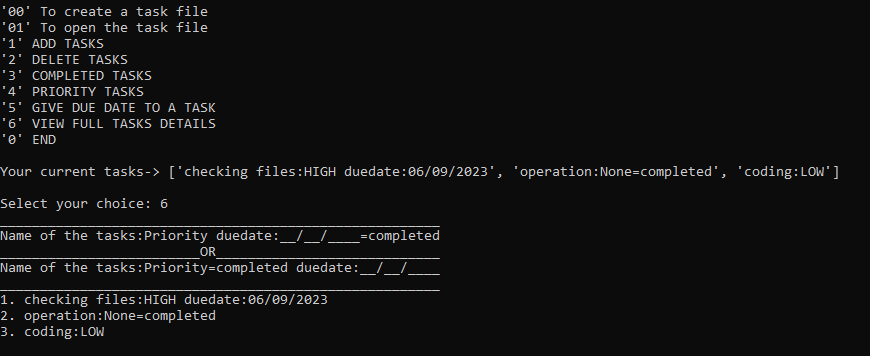 '00' To create a task file
'01' To open the task file
'1' ADD TASKS
'2' DELETE TASKS
'3' COMPLETED TASKS
'4' PRIORITY TASKS
'5' GIVE DUE DATE TO A TASK
'6' VIEW FULL TASKS DETAILS
'0' END
Your current tasks-> ['checking files:HIGH duedate:06/09/2023', 'operation:None=completed', 'coding:LOW']
Select your choice: 6
_______________________________________________________
Name of the tasks:Priority duedate:__/__/____=completed
_________________________OR____________________________
Name of the tasks:Priority=completed duedate:__/__/____
_______________________________________________________
1. checking files:HIGH duedate:06/09/2023
2. operation:None=completed
3. coding:LOW